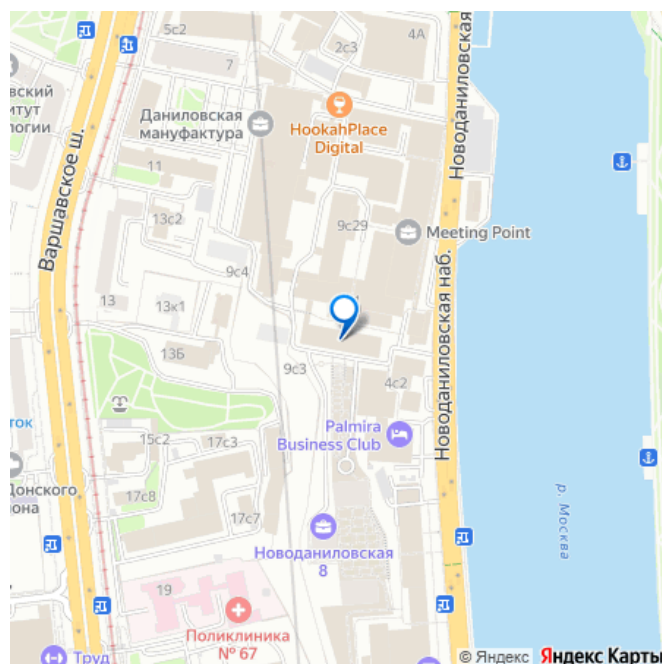 5с2
2с3
4А
7
Новоданиловская
Варшавское ш.
овский
итут
логии
Даниловская
мануфактура
HookahPlace
Digital
11
13с2
9с29
Meeting Point
9с4
13
13к1
Новоданиловская наб.
13Б
9с3
4с2
Palmira
Business Club
15с2
17с3
ток
Донского
она
17с8
17с7
р. Москва
Новоданиловская
8
19
Поликлиника
№ 67
Труд
© Яндекс Яндекс Карты